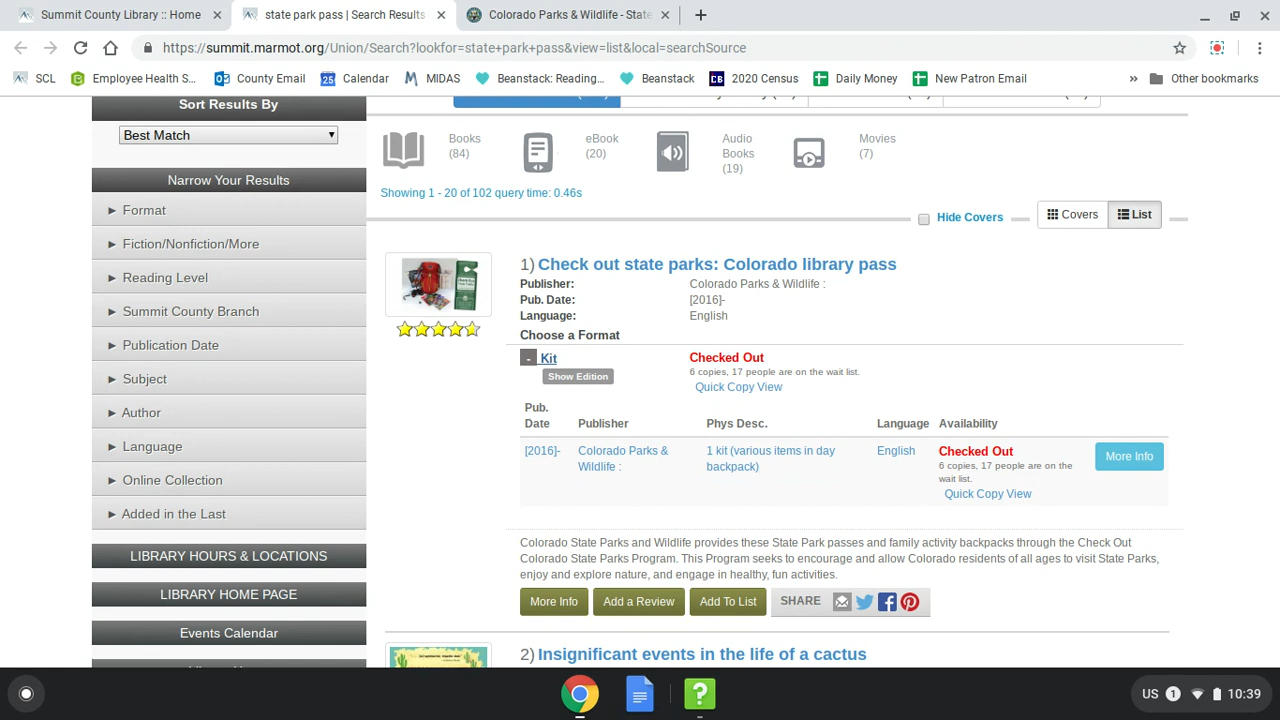 Summit County Library :: Home
state park pass | Search Results
Colorado Parks & Wildlife - State
https://summit.marmot.org/Union/Search?lookfor=state+park+pass&view=list&local=searchSource
SCL
Employee Health S...
County Email
25 Calendar
MIDAS
Beanstack: Reading...
Beanstack
2020 Census
Daily Money
New Patron Email
»
Other bookmarks
Sort Results By
Best Match
Narrow Your Results
► Format
► Fiction/Nonfiction/More
► Reading Level
► Summit County Branch
► Publication Date
► Subject
► Author
► Language
► Online Collection
► Added in the Last
LIBRARY HOURS & LOCATIONS
LIBRARY HOME PAGE
Events Calendar
Books
(84)
eBook
(20)
Audio
Books
(19)
Movies
(7)
Showing 1 - 20 of 102 query time: 0.46s
Hide Covers
Covers
List
1) Check out state parks: Colorado library pass
Publisher: Colorado Parks & Wildlife :
Pub. Date: [2016]-
Language: English
Choose a Format
- Kit
Checked Out
6 copies, 17 people are on the wait list.
Show Edition
Quick Copy View
Pub.
Date Publisher Phys Desc. Language Availability
[2016]-
Colorado Parks &
Wildlife :
1 kit (various items in day
backpack)
English
Checked Out
6 copies, 17 people are on the
wait list.
Quick Copy View
More Info
Colorado State Parks and Wildlife provides these State Park passes and family activity backpacks through the Check Out
Colorado State Parks Program. This Program seeks to encourage and allow Colorado residents of all ages to visit State Parks,
enjoy and explore nature, and engage in healthy, fun activities.
More Info
Add a Review
Add To List
SHARE
2) Insignificant events in the life of a cactus
US 1 10:39